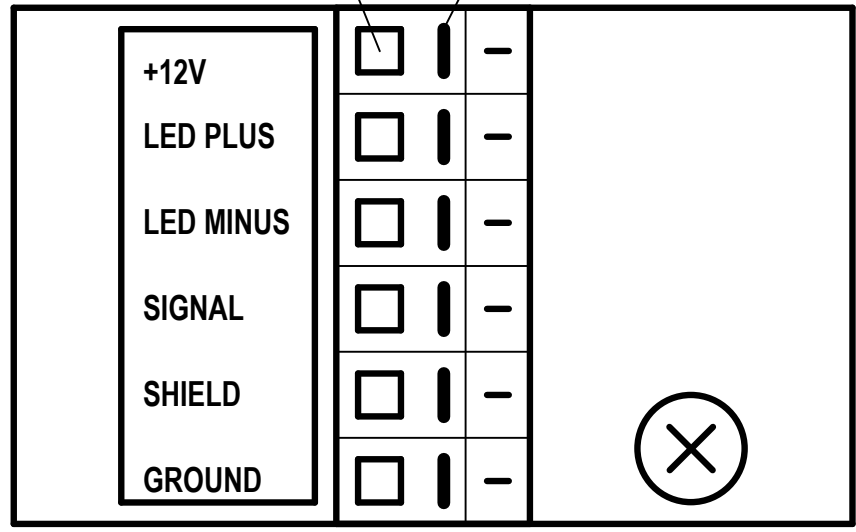 +12V
LED PLUS
LED MINUS
SIGNAL
SHIELD
GROUND